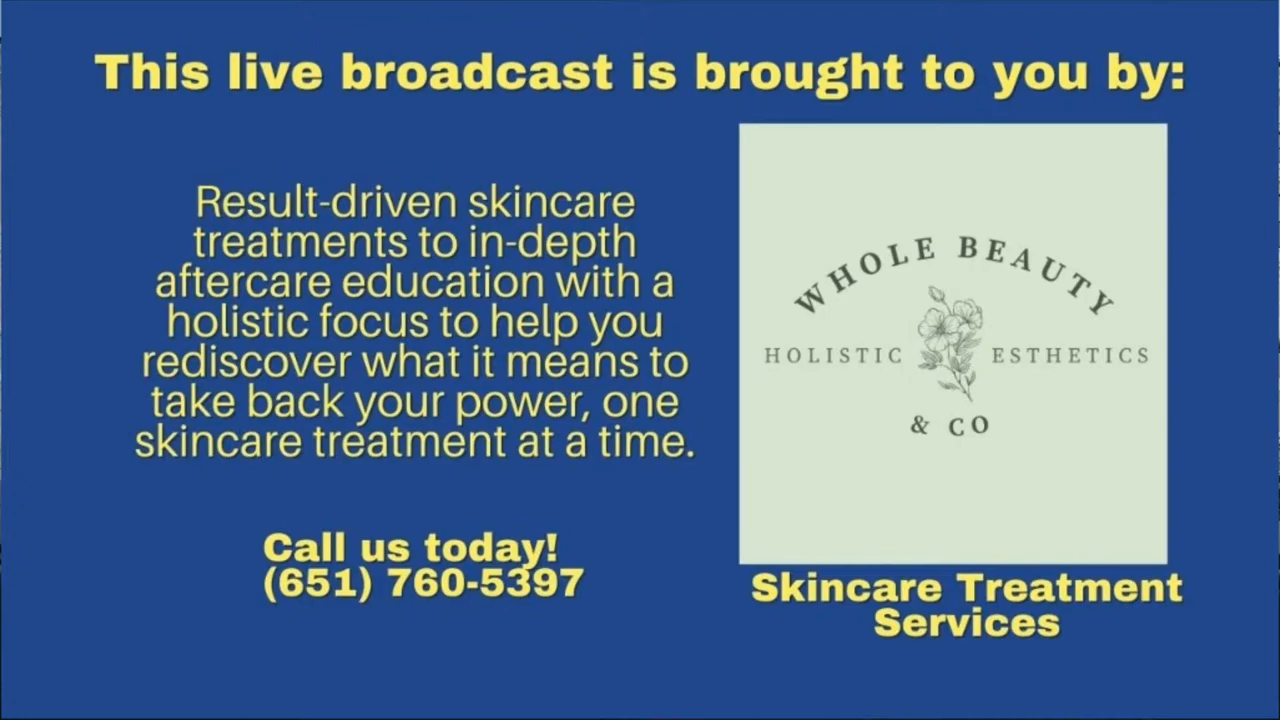 This live broadcast is brought to you by:
Result-driven skincare
treatments to in-depth
aftercare education with a
holistic focus to help you
rediscover what it means to
take back your power, one
skincare treatment at a time.
Call us today!
(651) 760-5397
WHOLE BEAUTY
HOLISTIC ESTHETICS
& CO
Skincare Treatment
Services